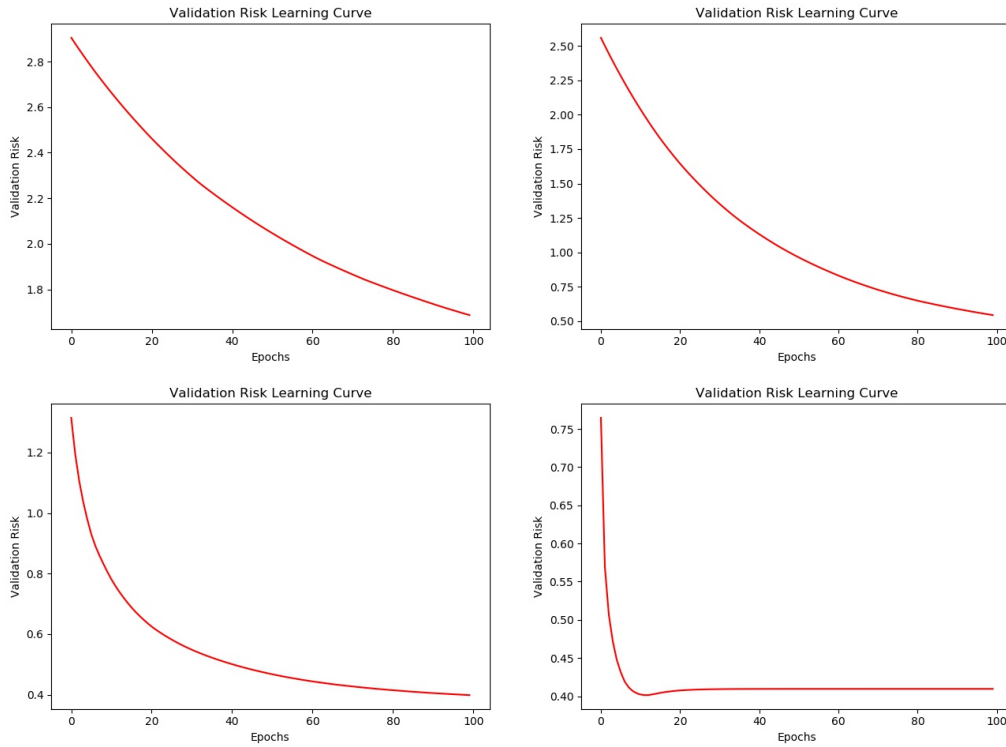 Validation Risk Learning Curve
2.8
2.6
2.4
2.2
2.0
1.8
Validation Risk
0 20 40 60 80 100
Epochs
Validation Risk Learning Curve
2.50
2.25
2.00
1.75
1.50
1.25
1.00
0.75
0.50
Validation Risk
0 20 40 60 80 100
Epochs
Validation Risk Learning Curve
1.2
1.0
0.8
0.6
0.4
Validation Risk
0 20 40 60 80 100
Epochs
Validation Risk Learning Curve
0.75
0.70
0.65
0.60
0.55
0.50
0.45
0.40
Validation Risk
0 20 40 60 80 100
Epochs